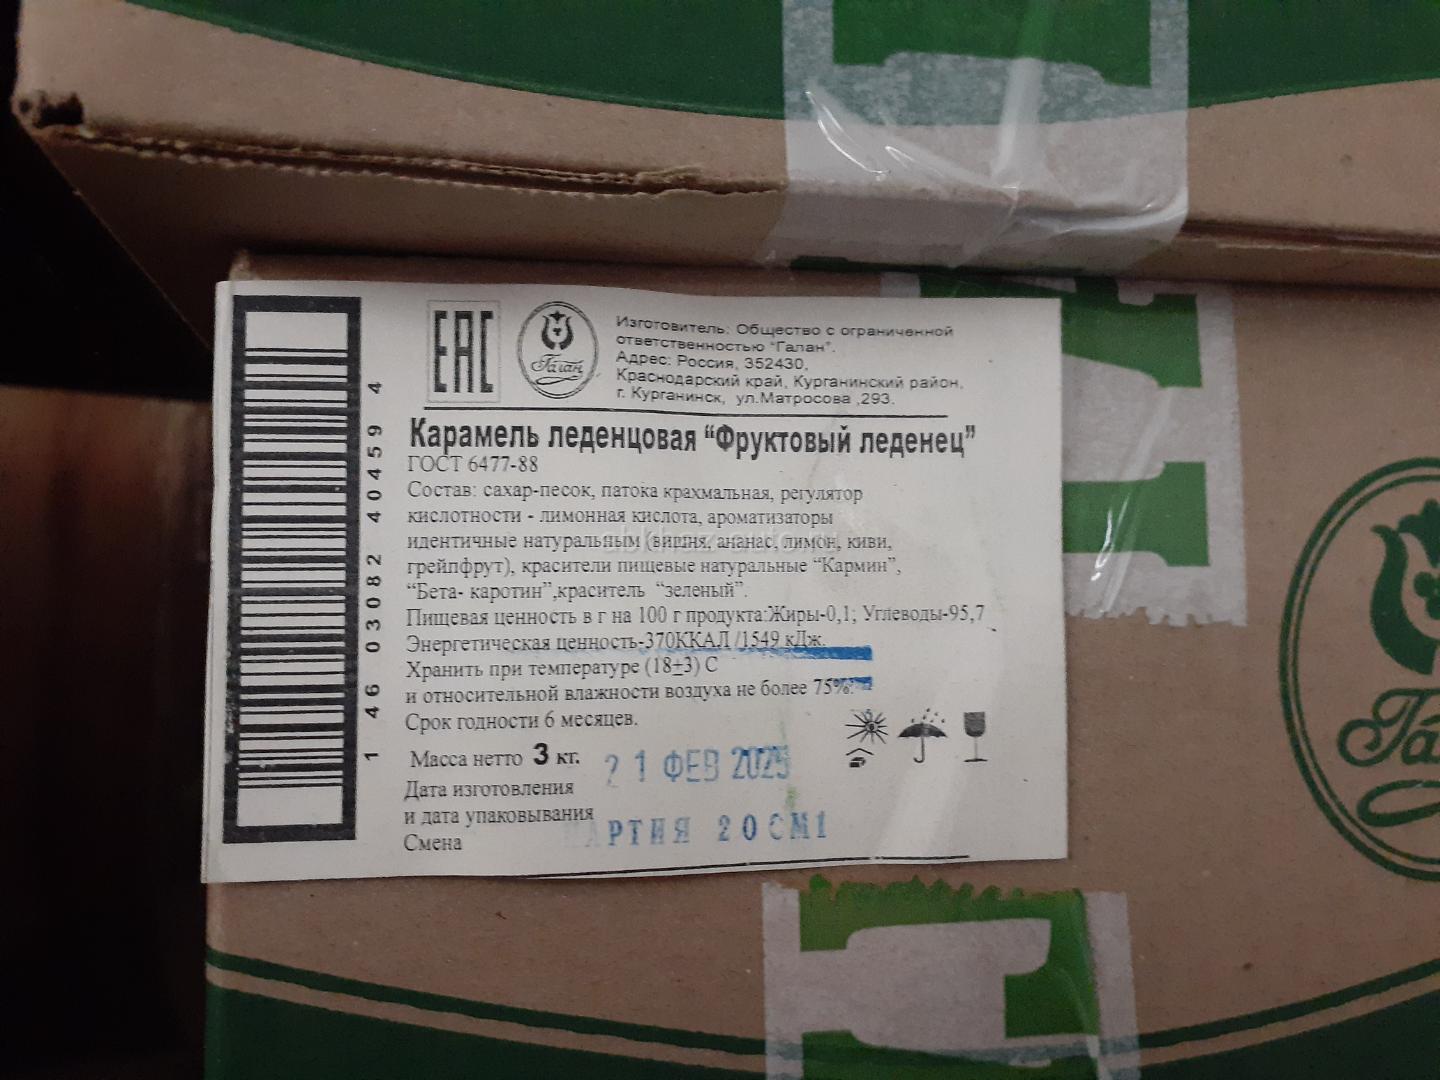 ЕАС
Галан
Изготовитель: Общество с ограниченной
ответственностью "Галан".
Адрес: Россия, 352430,
Краснодарский край, Курганинский район,
г. Курганинск, ул.Матросова ,293.
Карамель леденцовая “Фруктовый леденец”
ГОСТ 6477-88
Состав: сахар-песок, патока крахмальная, регулятор
кислотности - лимонная кислота, ароматизаторы
идентичные натуральным (вишня, ананас, лимон, киви,
грейпфрут), красители пищевые натуральные “Кармин”,
“Бета- каротин”,краситель “зеленый”.
Пищевая ценность в г на 100 г продукта:Жиры-0,1; Углеводы-95,7
Энергетическая ценность-370ККАЛ /1549 кДж.
Хранить при температуре (18±3) С
и относительной влажности воздуха не более 75%.
Срок годности 6 месяцев.
Масса нетто 3 кг.
21 ФЕВ 2025
Дата изготовления
и дата упаковывания
Смена
ПАРТИЯ 20СМ1
1 46 03082 40459 4